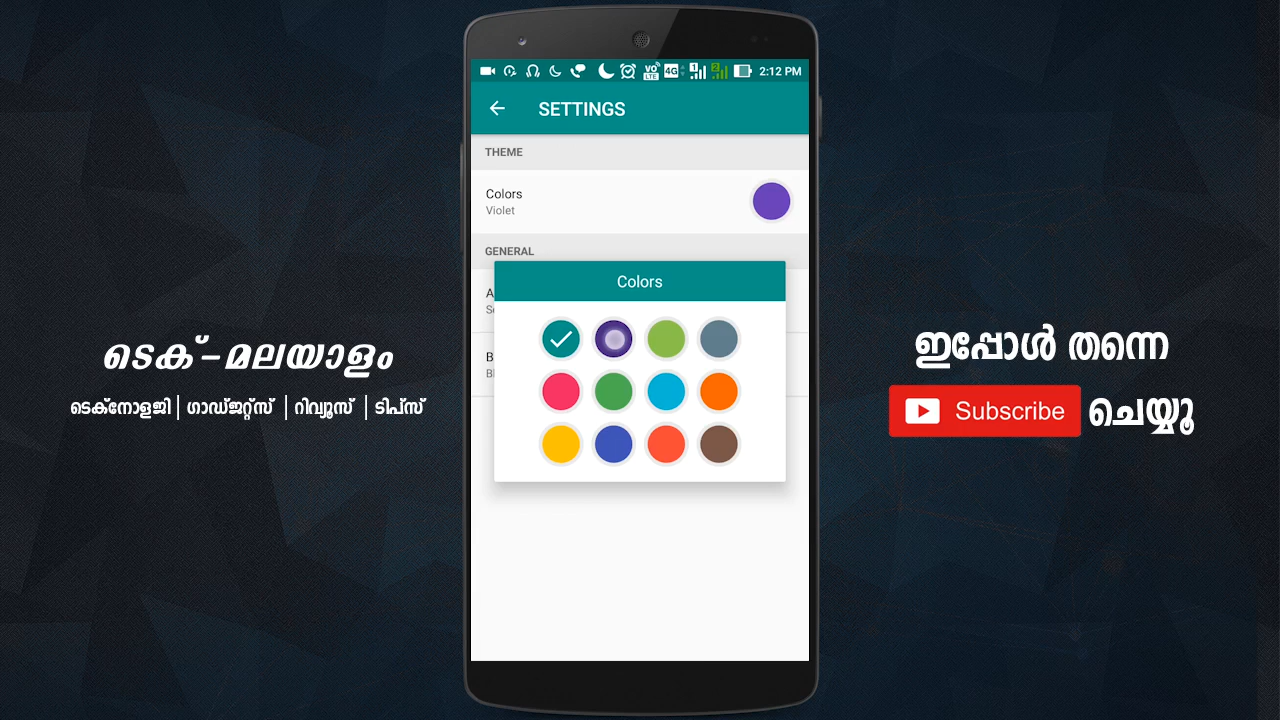 2:12 PM
SETTINGS
THEME
Colors
Violet
GENERAL
Colors
ടെക്-മലയാളം
ടെക്നോളജി | ഗാഡ്ജറ്റ്സ് | റിവ്യൂസ് | ടിപ്സ്
ഇപ്പോൾ തന്നെ
Subscribe ചെയ്യൂ